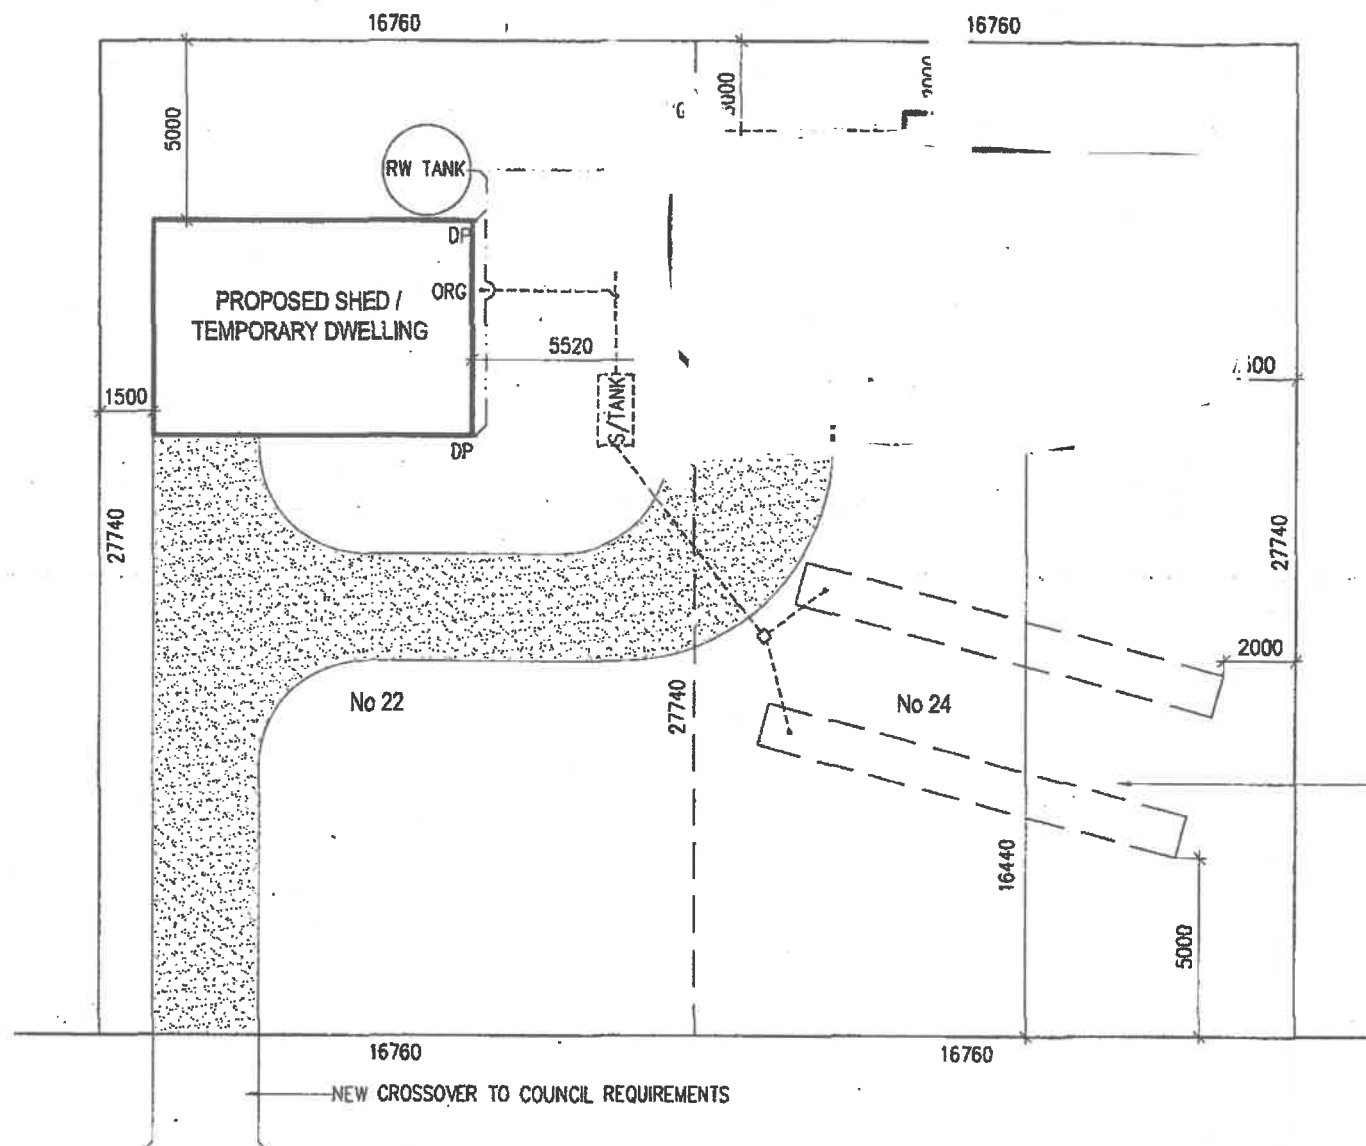 16760
16760
5000
RW TANK
DP
ORG
PROPOSED SHED /
TEMPORARY DWELLING
5520
1500
S/TANK
DP
27740
27740
2000
No 22
27740
No 24
16440
5000
16760
16760
NEW CROSSOVER TO COUNCIL REQUIREMENTS